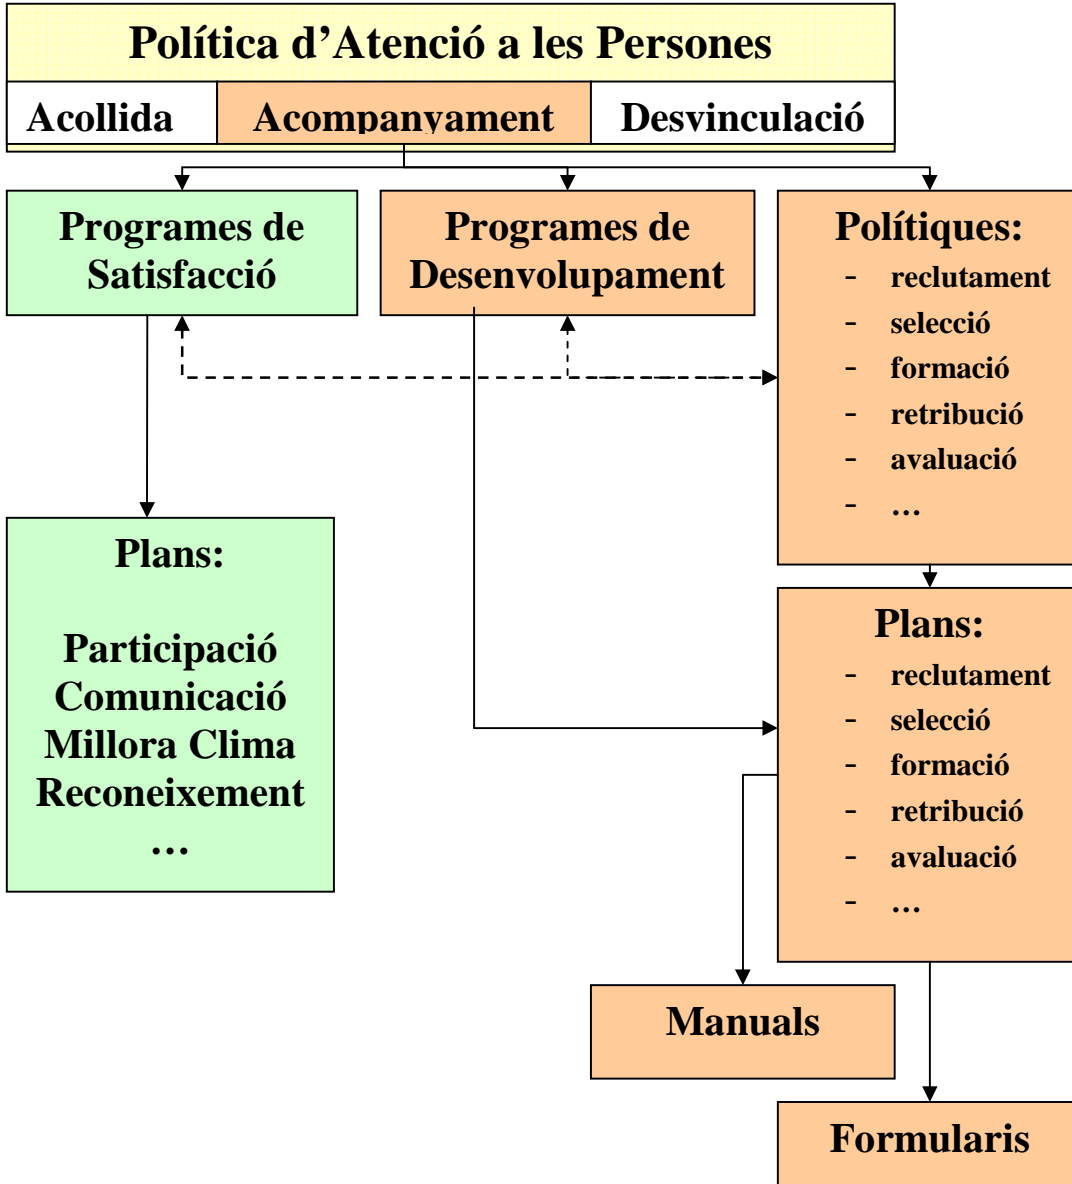 Política d’Atenció a les Persones
Acollida
Acompanyament
Desvinculació
Programes de
Satisfacció
Programes de
Desenvolupament
Polítiques:
- reclutament
- selecció
- formació
- retribució
- avaluació
- …
Plans:
Participació
Comunicació
Millora Clima
Reconeixement
…
Plans:
- reclutament
- selecció
- formació
- retribució
- avaluació
- …
Manuals
Formularis